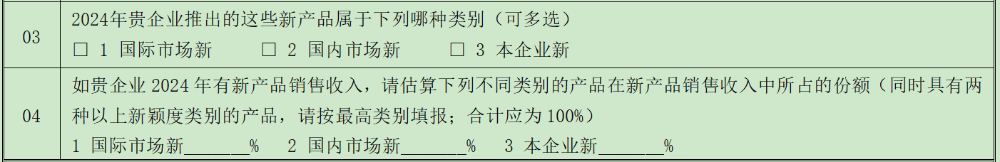 03
2024年贵企业推出的这些新产品属于下列哪种类别（可多选）
□ 1 国际市场新 □ 2 国内市场新 □ 3 本企业新
04
如贵企业 2024 年有新产品销售收入，请估算下列不同类别的产品在新产品销售收入中所占的份额（同时具有两
种以上新颖度类别的产品，请按最高类别填报；合计应为 100%）
1 国际市场新_______% 2 国内市场新_______% 3 本企业新_______%